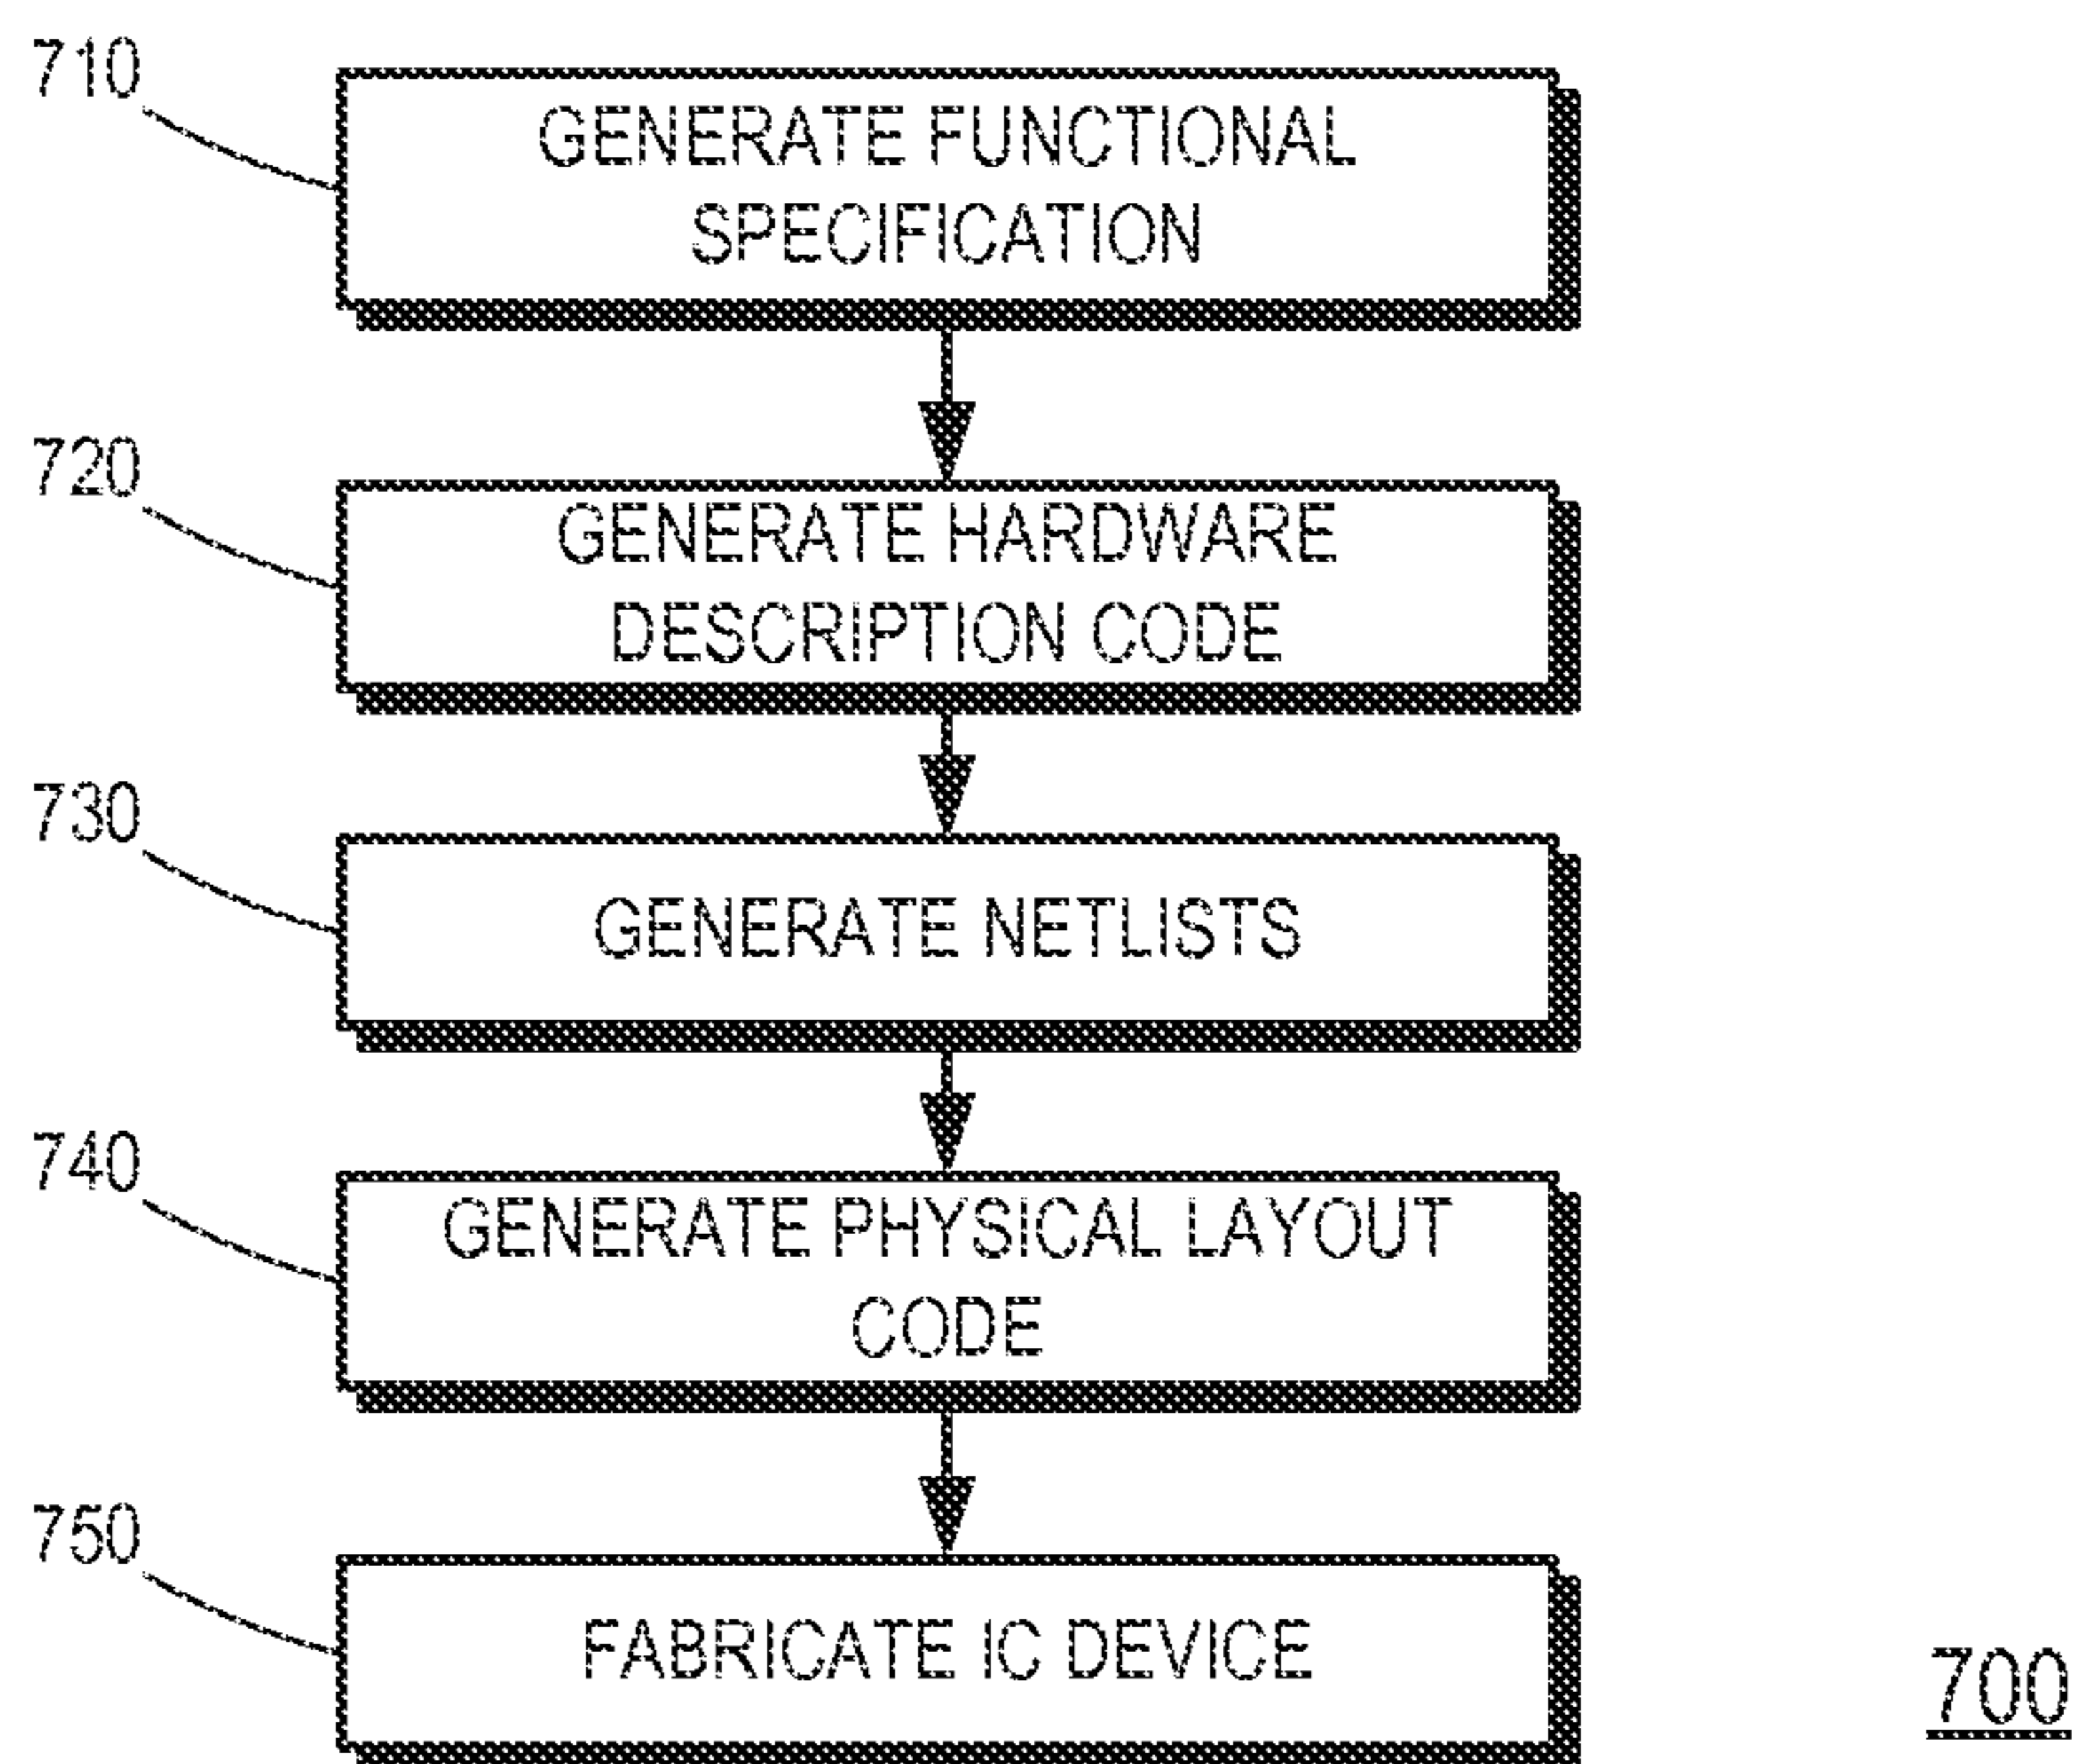 710
GENERATE FUNCTIONAL
SPECIFICATION
720
GENERATE HARDWARE
DESCRIPTION CODE
730
GENERATE NETLISTS
740
GENERATE PHYSICAL LAYOUT
CODE
750
FABRICATE IC DEVICE
700